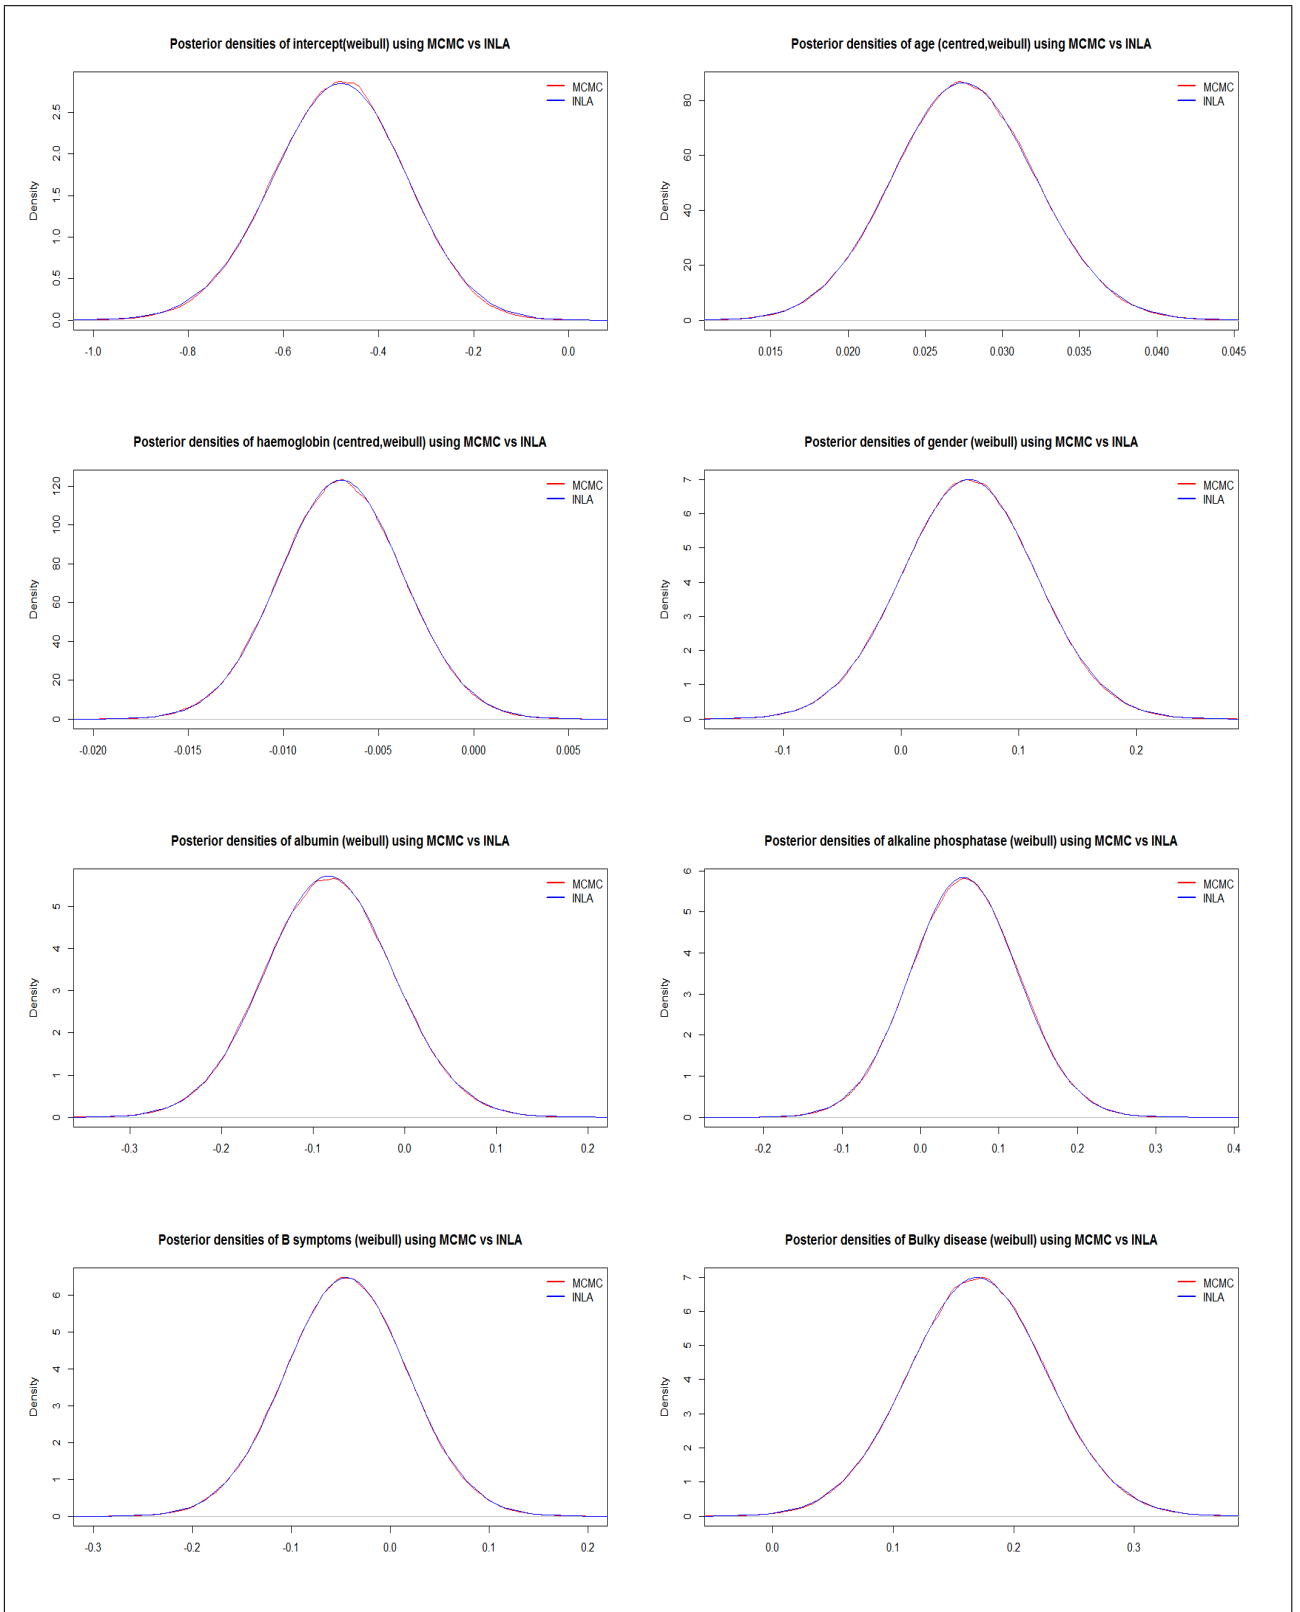 Posterior densities of intercept(weibull) using MCMC vs INLA
MCMC
INLA
Density
0.0 0.5 1.0 1.5 2.0 2.5
-1.0 -0.8 -0.6 -0.4 -0.2 0.0
Posterior densities of age (centred,weibull) using MCMC vs INLA
MCMC
INLA
Density
0 20 40 60 80
0.015 0.020 0.025 0.030 0.035 0.040 0.045
Posterior densities of haemoglobin (centred,weibull) using MCMC vs INLA
MCMC
INLA
Density
0 20 40 60 80 100 120
-0.020 -0.015 -0.010 -0.005 0.000 0.005
Posterior densities of gender (weibull) using MCMC vs INLA
MCMC
INLA
Density
0 1 2 3 4 5 6 7
-0.1 0.0 0.1 0.2
Posterior densities of albumin (weibull) using MCMC vs INLA
MCMC
INLA
Density
0 1 2 3 4 5
-0.3 -0.2 -0.1 0.0 0.1 0.2
Posterior densities of alkaline phosphatase (weibull) using MCMC vs INLA
MCMC
INLA
Density
0 1 2 3 4 5 6
-0.2 -0.1 0.0 0.1 0.2 0.3 0.4
Posterior densities of B symptoms (weibull) using MCMC vs INLA
MCMC
INLA
Density
0 1 2 3 4 5 6
-0.3 -0.2 -0.1 0.0 0.1 0.2
Posterior densities of Bulky disease (weibull) using MCMC vs INLA
MCMC
INLA
Density
0 1 2 3 4 5 6 7
0.0 0.1 0.2 0.3